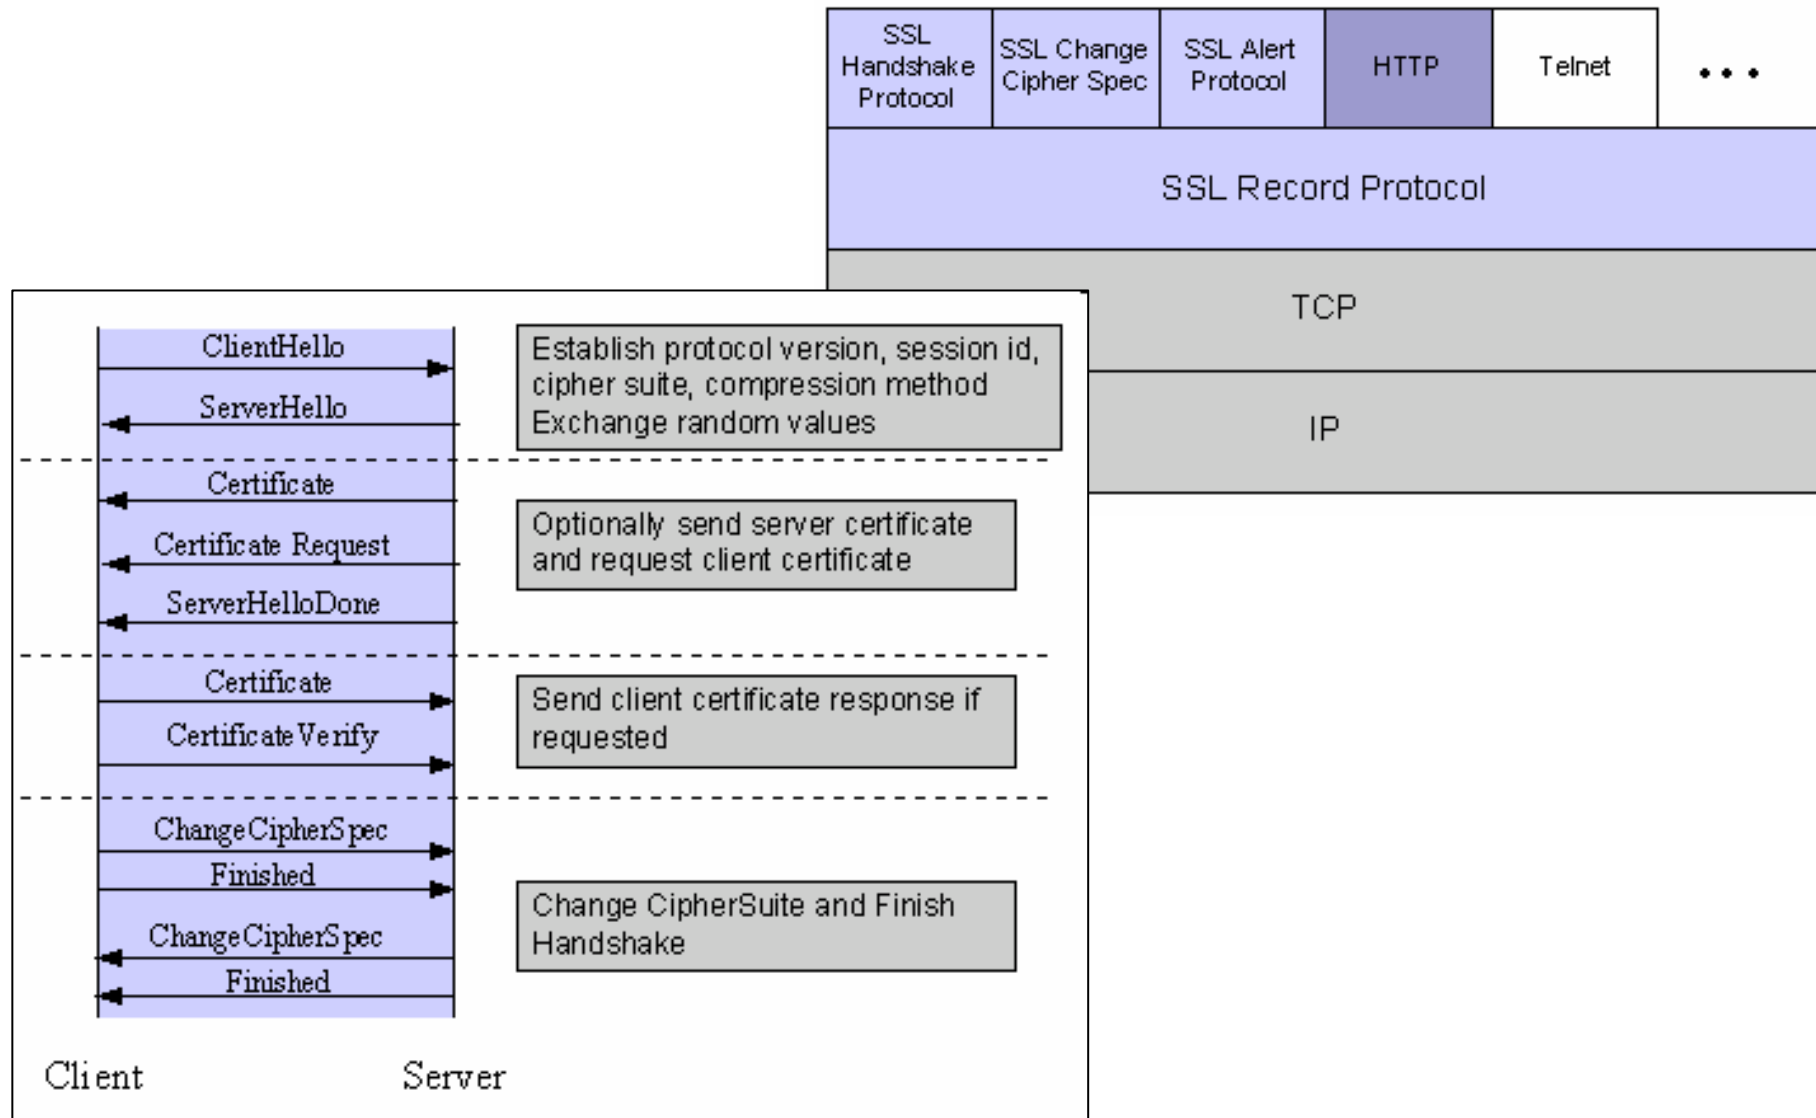 SSL
Handshake
Protocol
SSL Change
Cipher Spec
SSL Alert
Protocol
HTTP
Telnet
...
SSL Record Protocol
TCP
IP
ClientHello
ServerHello
Establish protocol version, session id,
cipher suite, compression method
Exchange random values
Certificate
Certificate Request
ServerHelloDone
Optionally send server certificate
and request client certificate
Certificate
CertificateVerify
Send client certificate response if
requested
ChangeCipherSpec
Finished
ChangeCipherSpec
Finished
Change CipherSuite and Finish
Handshake
Client
Server